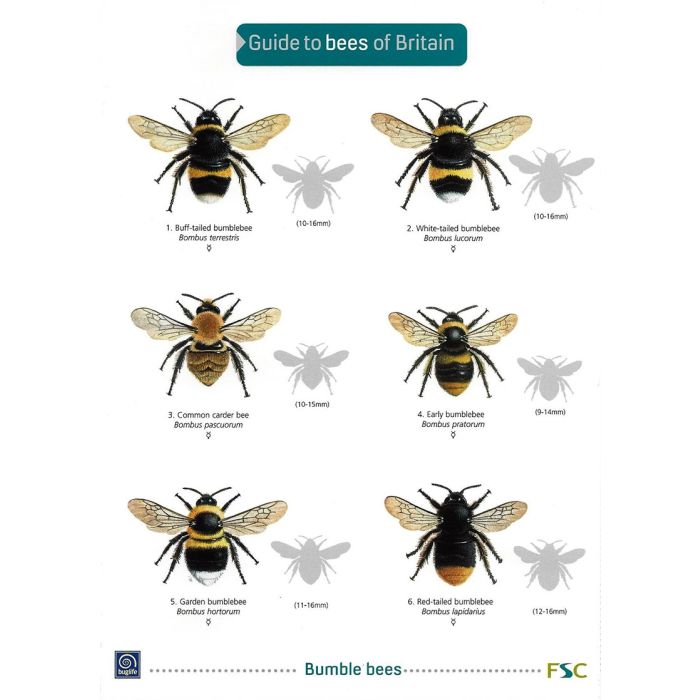 Guide to bees of Britain
(10-16mm)
1. Buff-tailed bumblebee
Bombus terrestris
☿
(10-16mm)
2. White-tailed bumblebee
Bombus lucorum
☿
(10-15mm)
3. Common carder bee
Bombus pascuorum
☿
(9-14mm)
4. Early bumblebee
Bombus pratorum
☿
(11-16mm)
5. Garden bumblebee
Bombus hortorum
☿
(12-16mm)
6. Red-tailed bumblebee
Bombus lapidarius
☿
buglife
Bumble bees
FSC